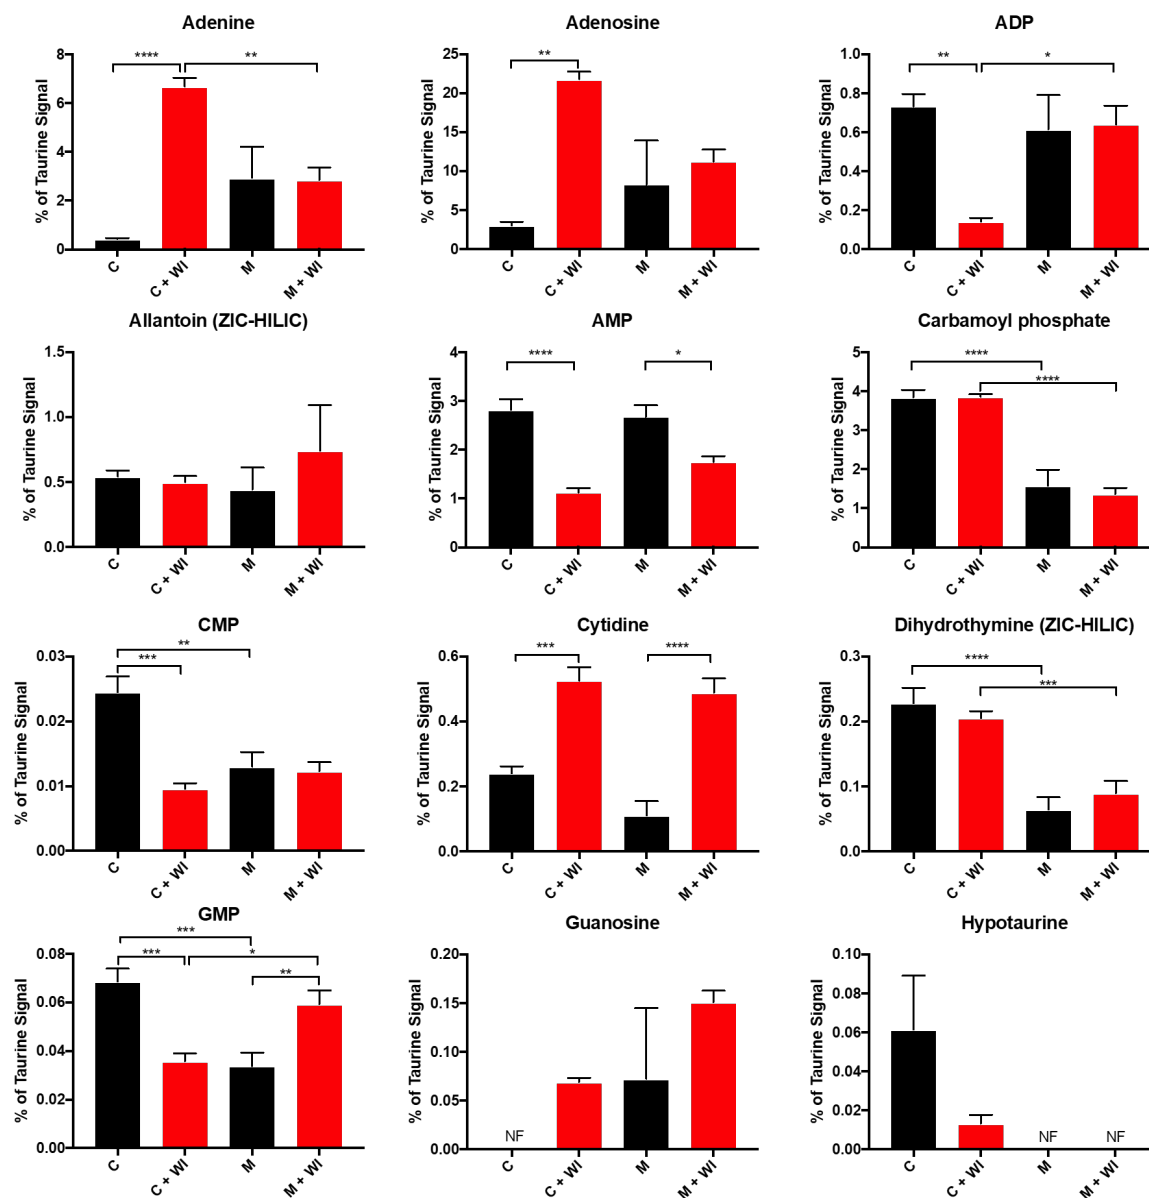 Adenine
% of Taurine Signal
8
6
4
2
0
****
**
C
C + WI
M
M + WI
Adenosine
% of Taurine Signal
25
20
15
10
5
0
**
C
C + WI
M
M + WI
ADP
% of Taurine Signal
1.0
0.8
0.6
0.4
0.2
0.0
**
*
C
C + WI
M
M + WI
Allantoin (ZIC-HILIC)
% of Taurine Signal
1.5
1.0
0.5
0.0
C
C + WI
M
M + WI
AMP
% of Taurine Signal
4
3
2
1
0
****
*
C
C + WI
M
M + WI
Carbamoyl phosphate
% of Taurine Signal
5
4
3
2
1
0
****
****
C
C + WI
M
M + WI
CMP
% of Taurine Signal
0.03
0.02
0.01
0.00
**
***
C
C + WI
M
M + WI
Cytidine
% of Taurine Signal
0.6
0.4
0.2
0.0
***
****
C
C + WI
M
M + WI
Dihydrothymine (ZIC-HILIC)
% of Taurine Signal
0.3
0.2
0.1
0.0
****
***
C
C + WI
M
M + WI
GMP
% of Taurine Signal
0.08
0.06
0.04
0.02
0.00
***
***
*
**
C
C + WI
M
M + WI
Guanosine
% of Taurine Signal
0.20
0.15
0.10
0.05
0.00
NF
C
C + WI
M
M + WI
Hypotaurine
% of Taurine Signal
0.10
0.08
0.06
0.04
0.02
0.00
NF
NF
C
C + WI
M
M + WI